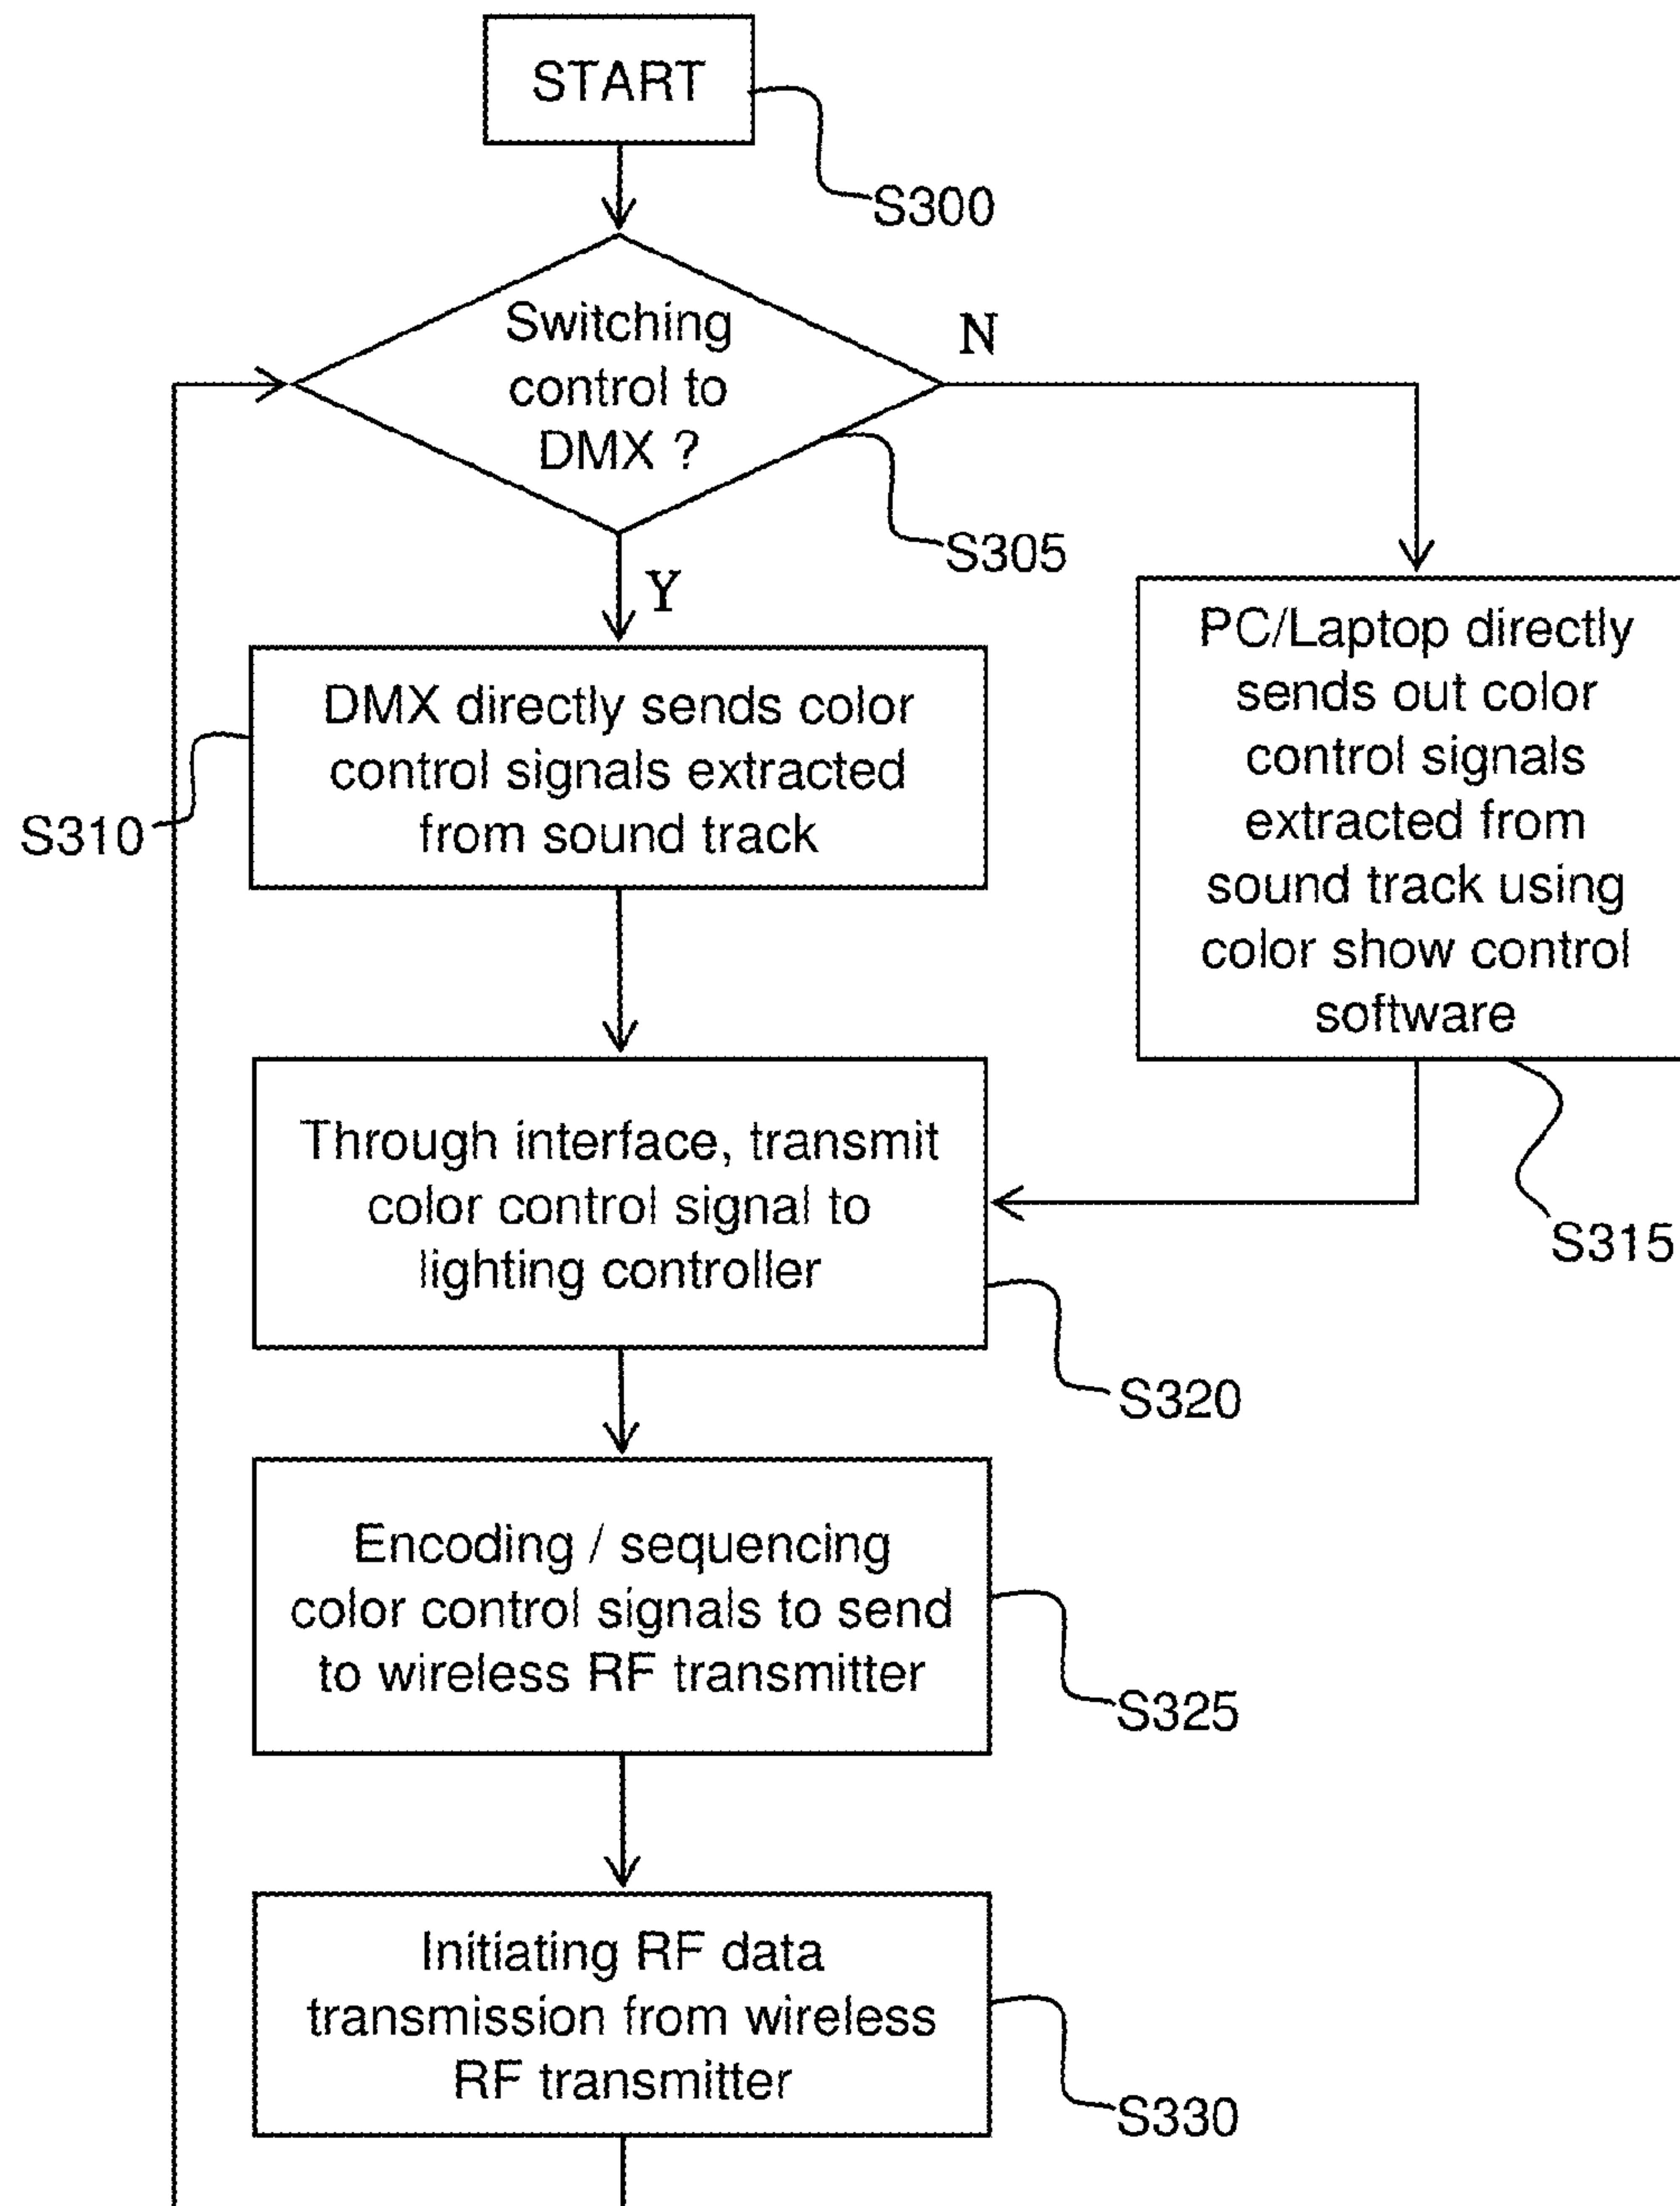 START
S300
Switching
control to
DMX ?
N
S305
Y
DMX directly sends color
control signals extracted
from sound track
S310
PC/Laptop directly
sends out color
control signals
extracted from
sound track using
color show control
software
S315
Through interface, transmit
color control signal to
lighting controller
S320
Encoding / sequencing
color control signals to send
to wireless RF transmitter
S325
Initiating RF data
transmission from wireless
RF transmitter
S330